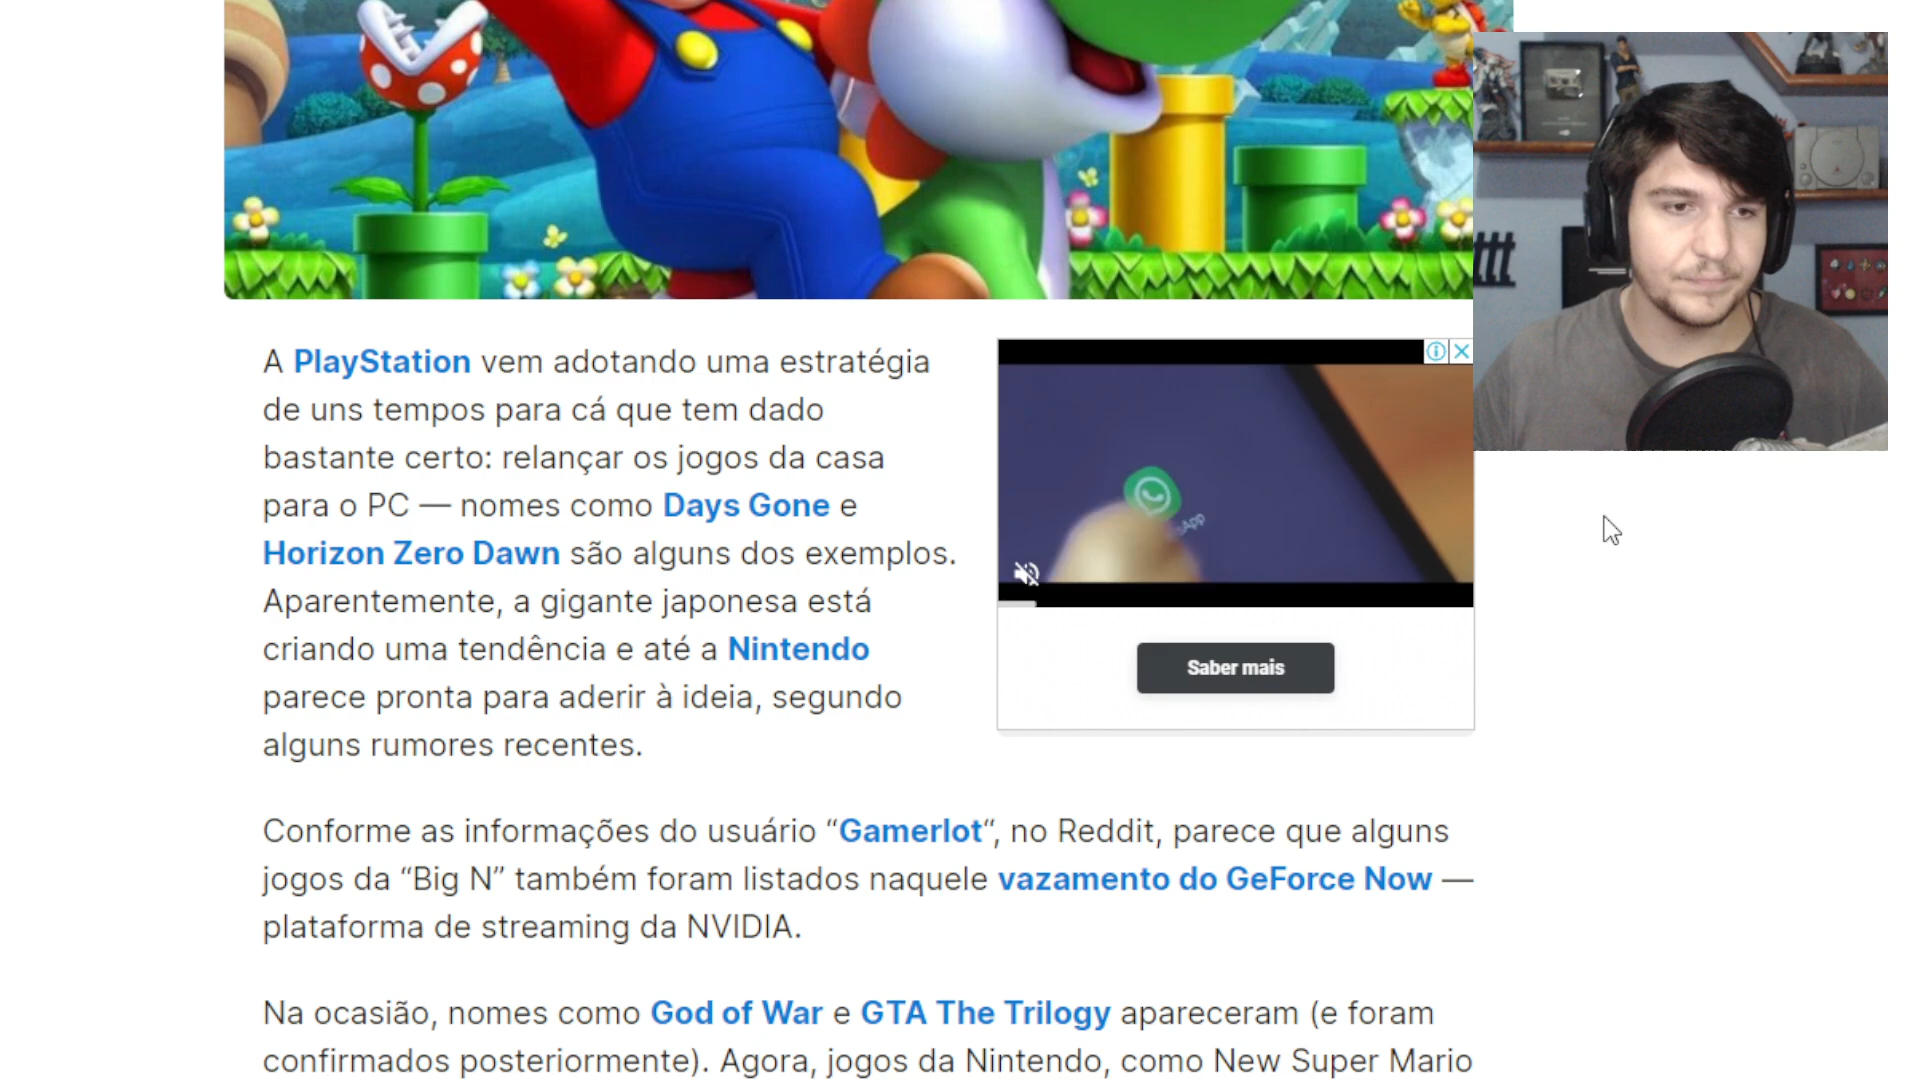 A PlayStation vem adotando uma estratégia
de uns tempos para cá que tem dado
bastante certo: relançar os jogos da casa
para o PC — nomes como Days Gone e
Horizon Zero Dawn são alguns dos exemplos.
Aparentemente, a gigante japonesa está
criando uma tendência e até a Nintendo
parece pronta para aderir à ideia, segundo
alguns rumores recentes.
sApp
Saber mais
Conforme as informações do usuário “Gamerlot“, no Reddit, parece que alguns
jogos da “Big N” também foram listados naquele vazamento do GeForce Now —
plataforma de streaming da NVIDIA.
Na ocasião, nomes como God of War e GTA The Trilogy apareceram (e foram
confirmados posteriormente). Agora, jogos da Nintendo, como New Super Mario